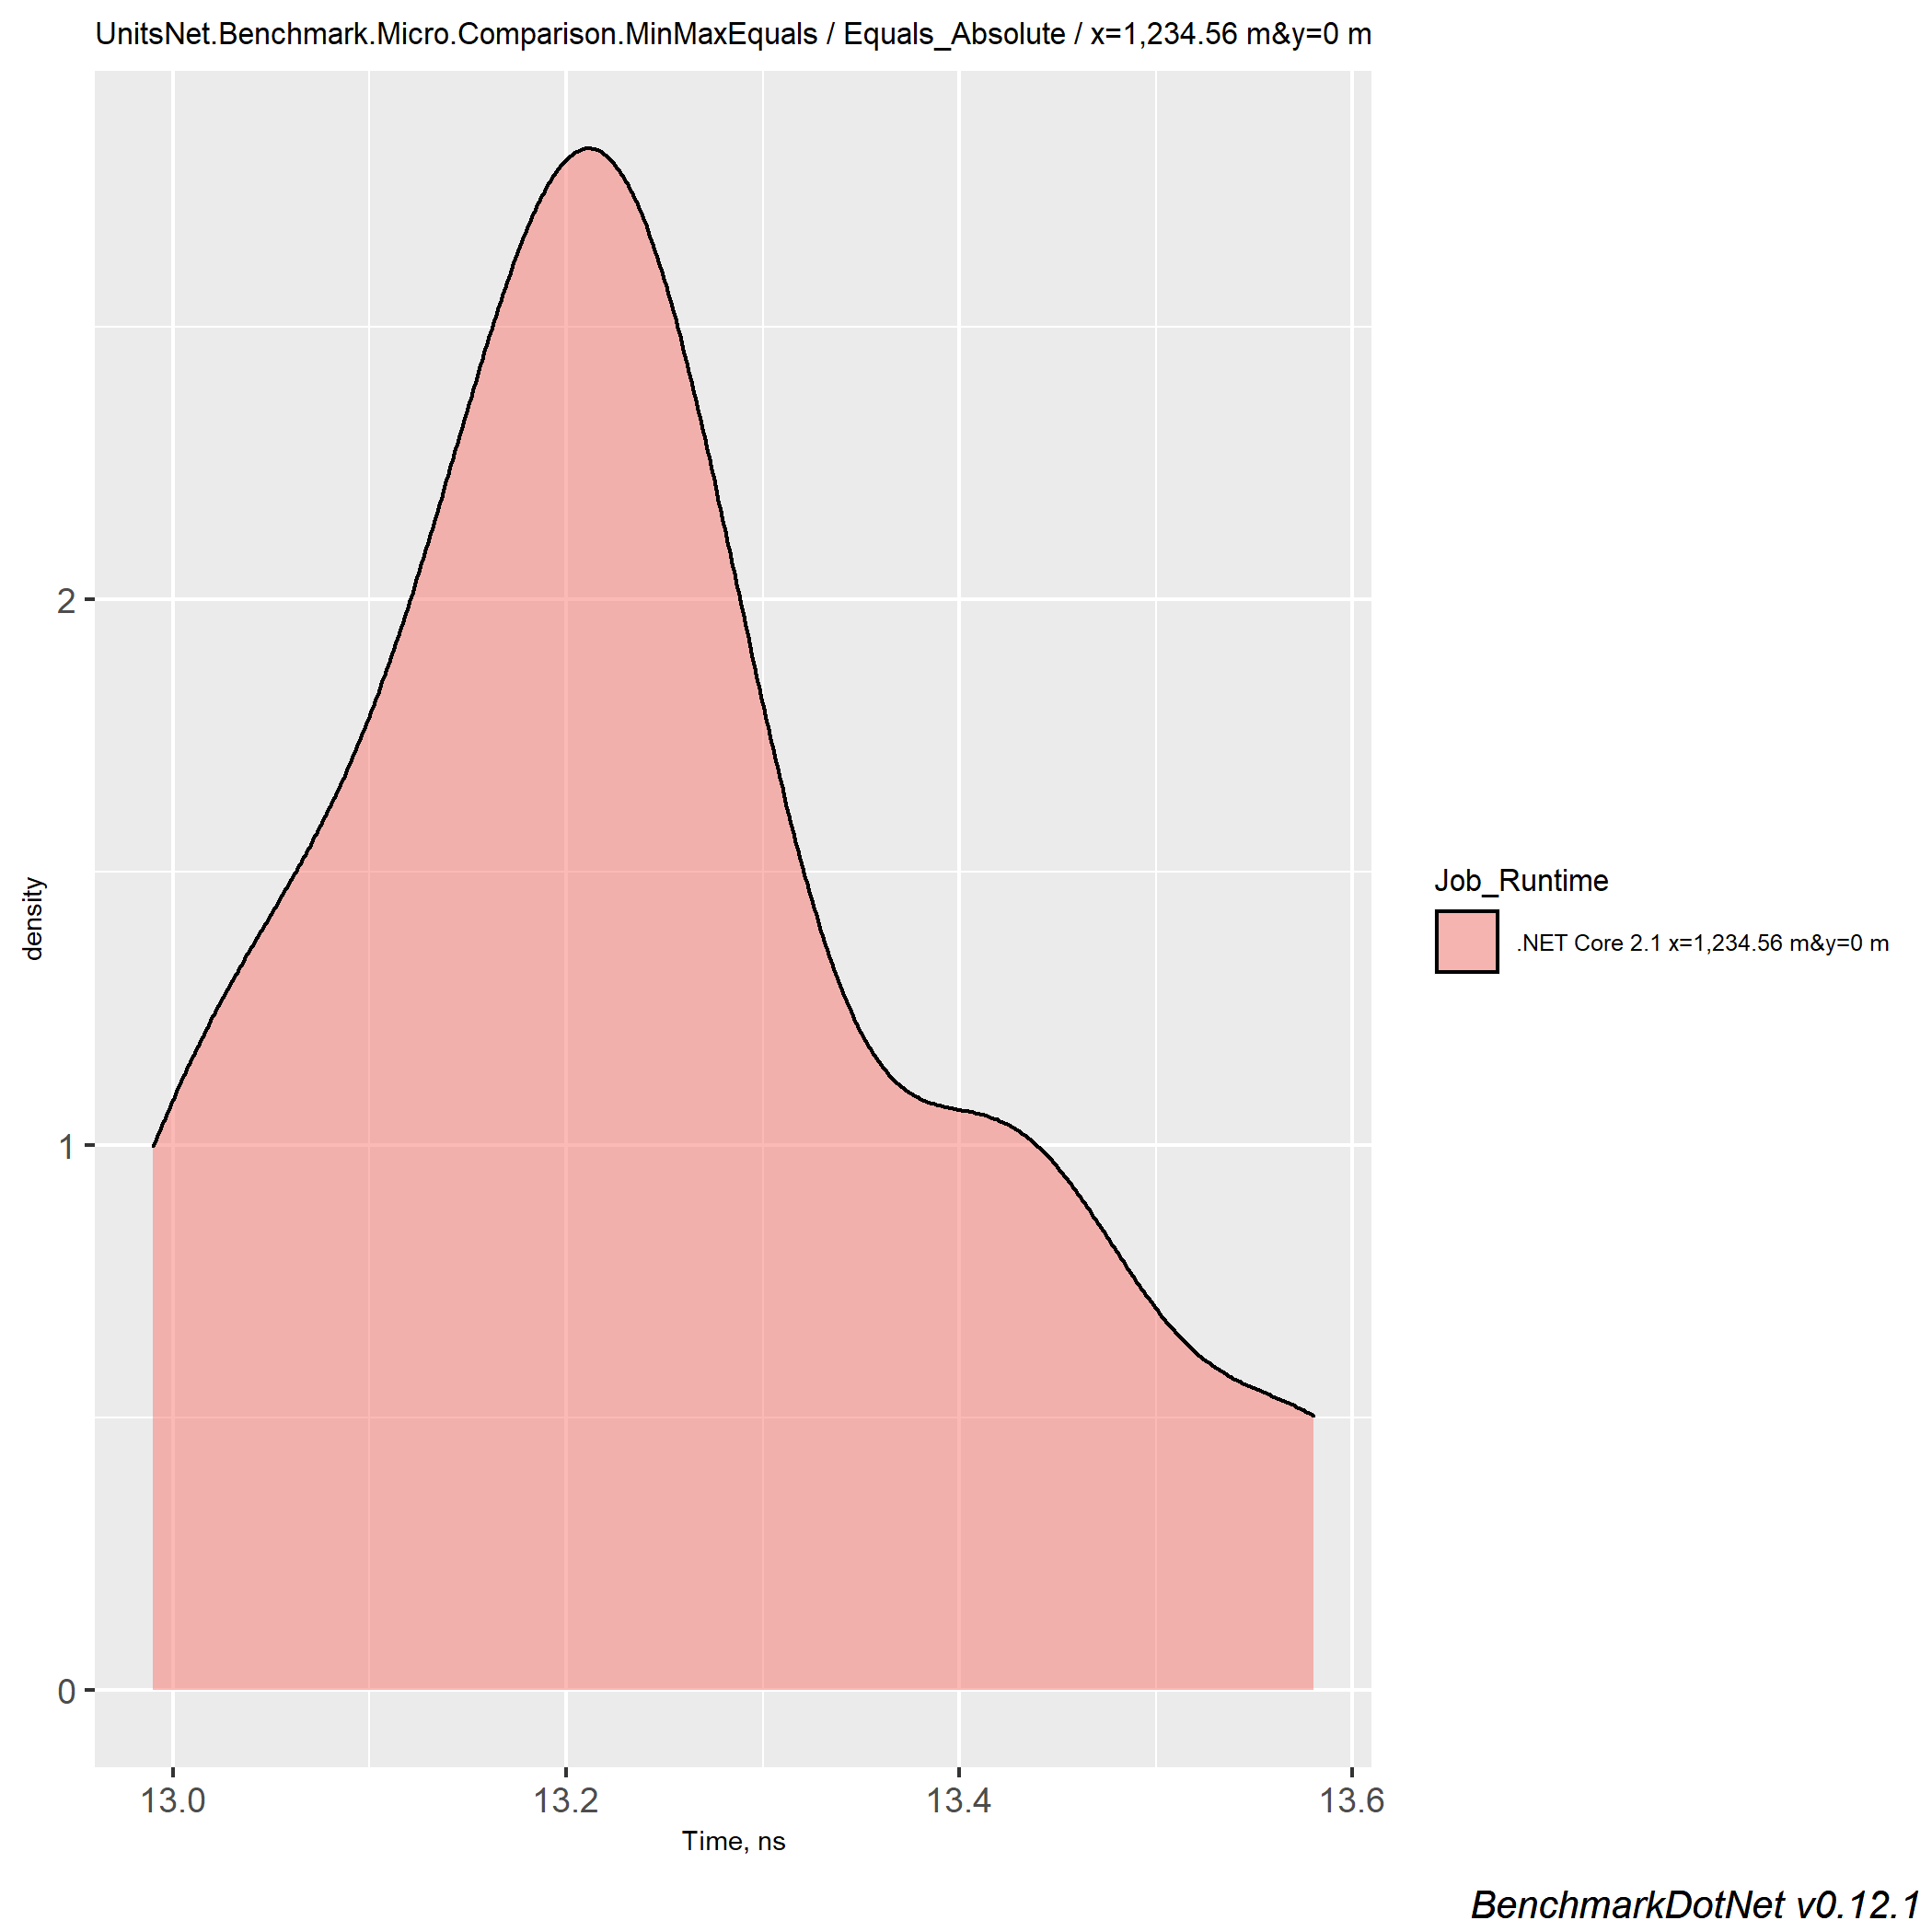 UnitsNet.Benchmark.Micro.Comparison.MinMaxEquals / Equals_Absolute / x=1,234.56 m&y=0 m
2
1
0
density
13.0
13.2
13.4
13.6
Time, ns
Job_Runtime
.NET Core 2.1 x=1,234.56 m&y=0 m
BenchmarkDotNet v0.12.1